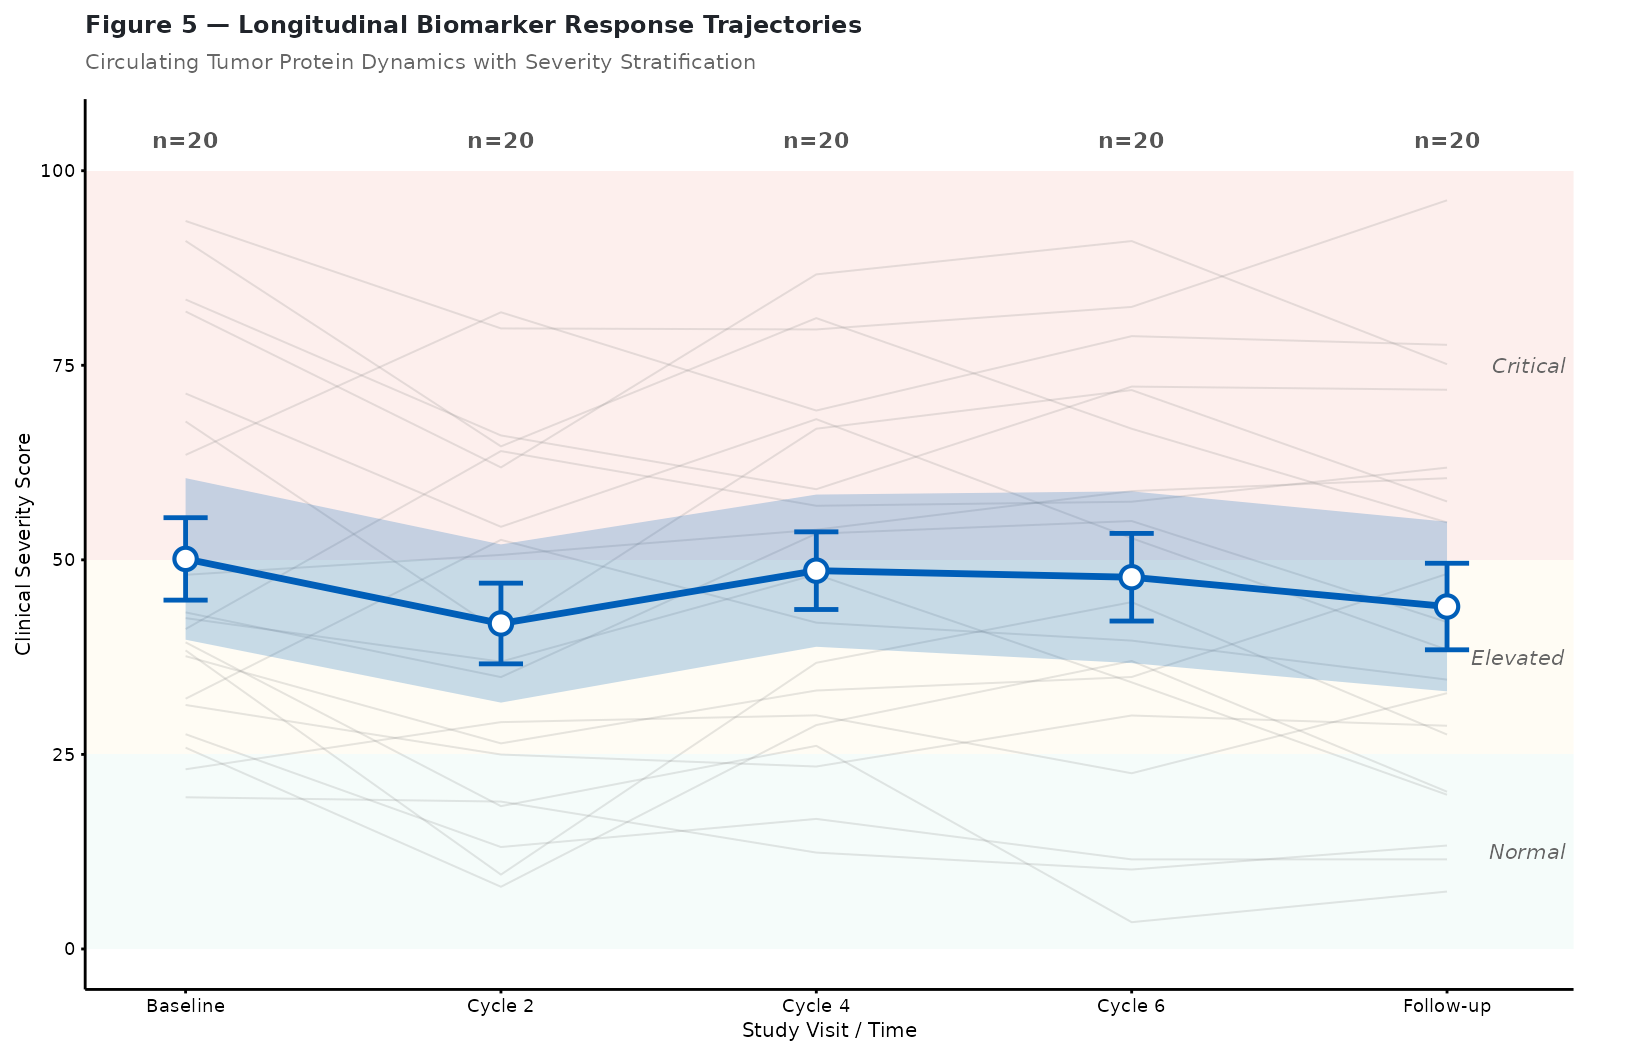 Figure 5 — Longitudinal Biomarker Response Trajectories
Circulating Tumor Protein Dynamics with Severity Stratification
n=20 n=20 n=20 n=20 n=20
100
75
50
25
0
Clinical Severity Score
Critical
Elevated
Normal
Baseline Cycle 2 Cycle 4 Cycle 6 Follow-up
Study Visit / Time